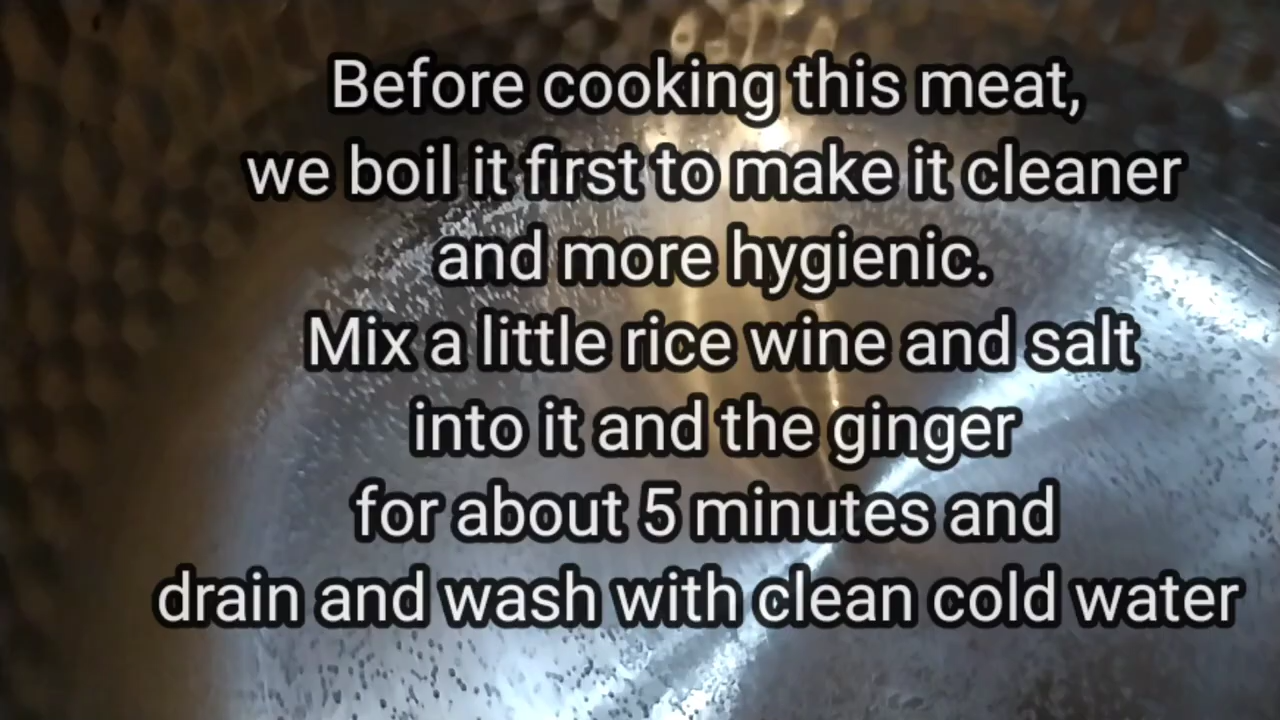 Before cooking this meat,
we boil it first to make it cleaner
and more hygienic.
Mix a little rice wine and salt
into it and the ginger
for about 5 minutes and
drain and wash with clean cold water